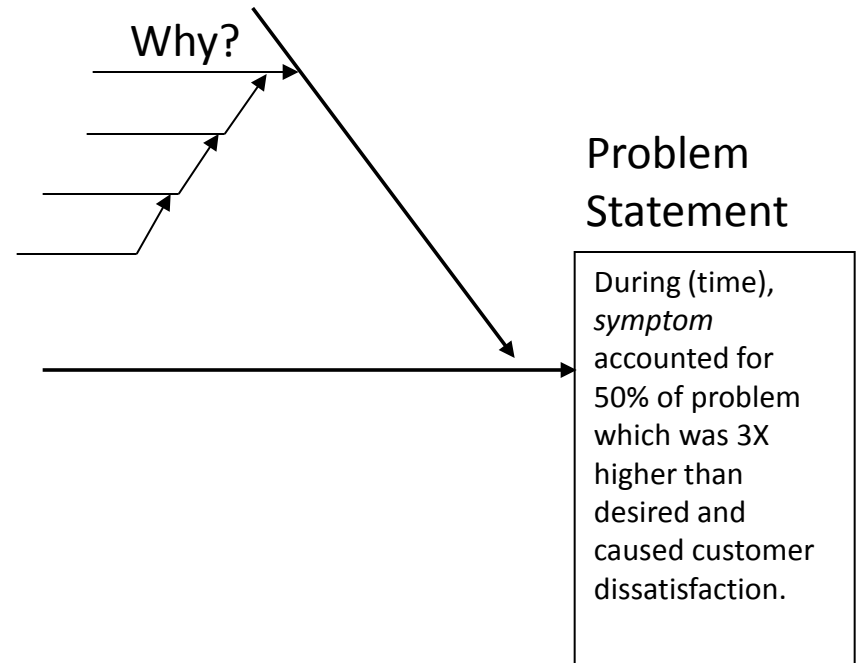 Why?
Problem
Statement
During (time),
symptom
accounted for
50% of problem
which was 3X
higher than
desired and
caused customer
dissatisfaction.